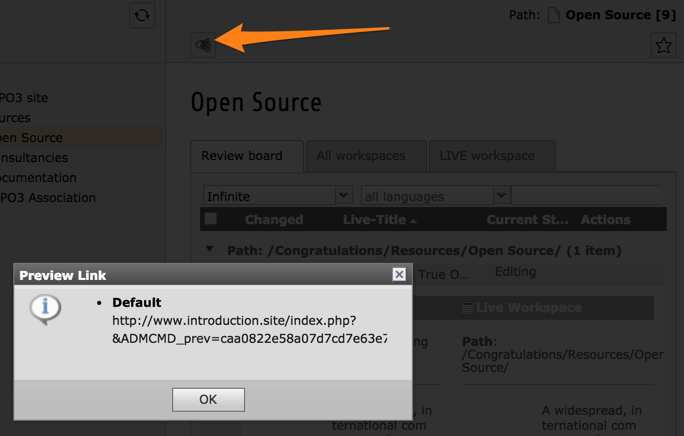 Path: Open Source [9]
PO3 site
urces
pen Source
onsultancies
ocumentation
PO3 Association
Open Source
Review board All workspaces LIVE workspace
Infinite all languages
Changed Live-Title Current St... Actions
Path: /Congratulations/Resources/Open Source/ (1 item)
True O... Editing
Live Workspace
Path:
/Congratulations/Resources/Oper
Source/
A widespread, in
ternational com
, in
ternational com
Preview Link
• Default
http://www.introduction.site/index.php?
&ADMCMD_prev=caa0822e58a07d7cd7e63e7
OK